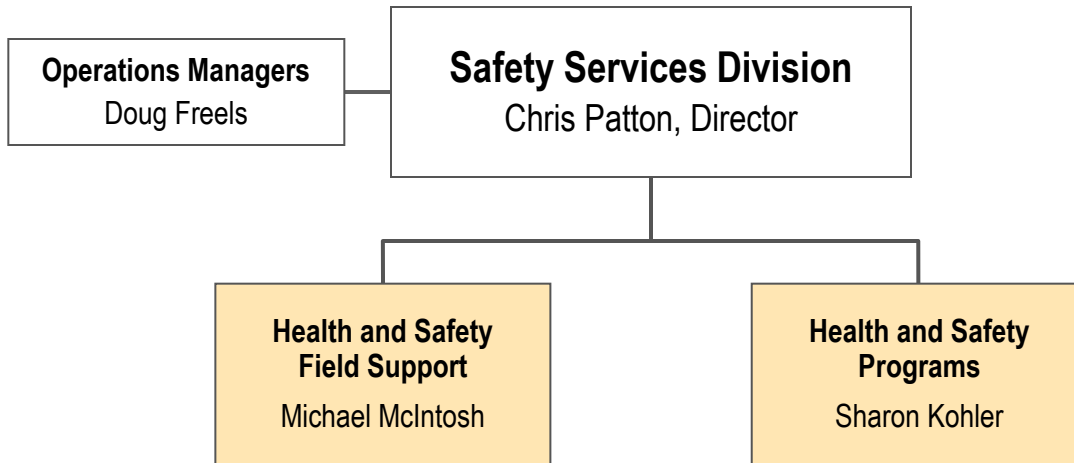 Operations Managers
Doug Freels
Safety Services Division
Chris Patton, Director
Health and Safety
Field Support
Michael McIntosh
Health and Safety
Programs
Sharon Kohler